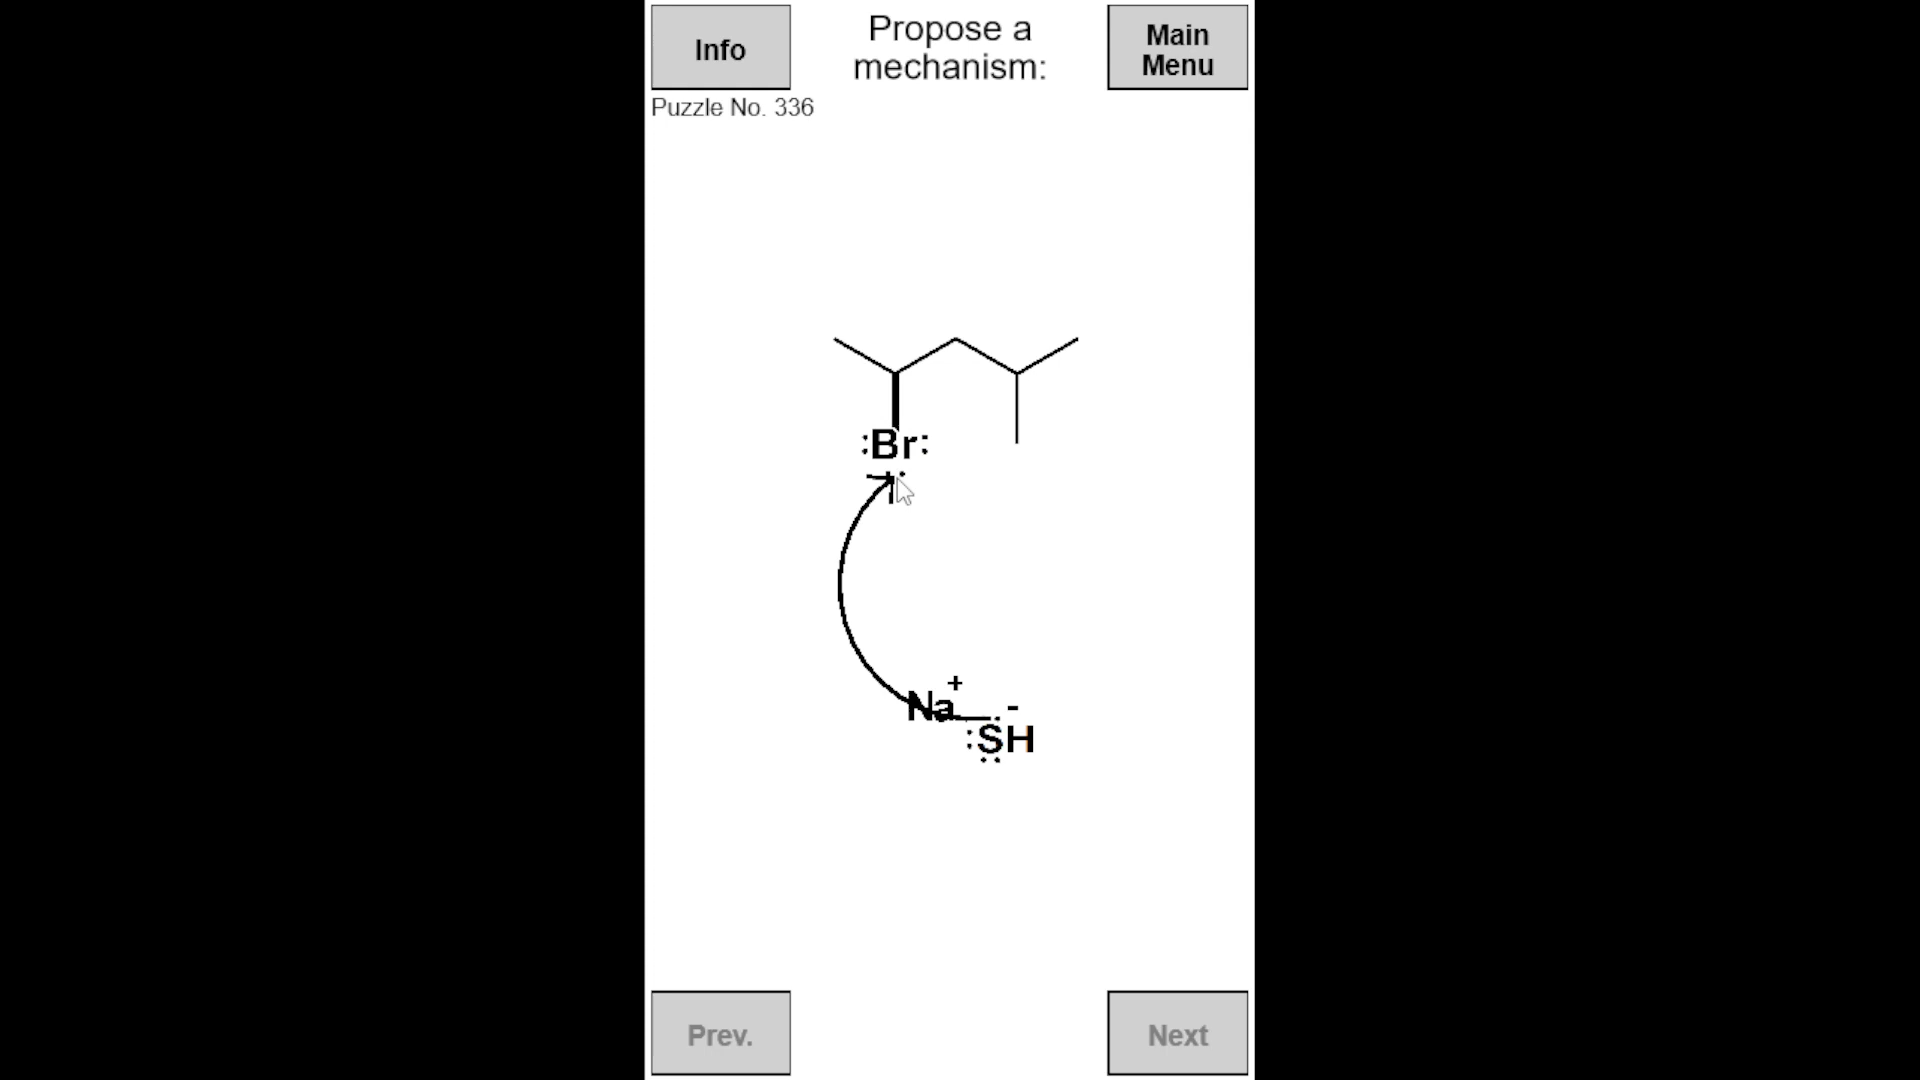 Info
Propose a
mechanism:
Main
Menu
Puzzle No. 336
:Br:
Na+
:SH-
Prev.
Next